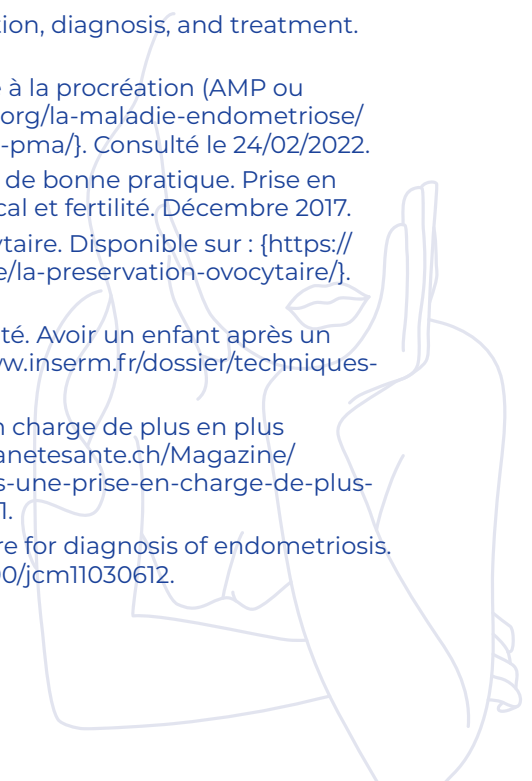 tion, diagnosis, and treatment.
à la procréation (AMP ou
org/la-maladie-endometriose/
-pma/}. Consulté le 24/02/2022.
de bonne pratique. Prise en
cal et fertilité. Décembre 2017.
ytaire. Disponible sur : {https://
e/la-preservation-ovocytaire/}.
té. Avoir un enfant après un
ww.inserm.fr/dossier/techniques-
n charge de plus en plus
anetesante.ch/Magazine/
s-une-prise-en-charge-de-plus-
1.
re for diagnosis of endometriosis.
0/jcm11030612.